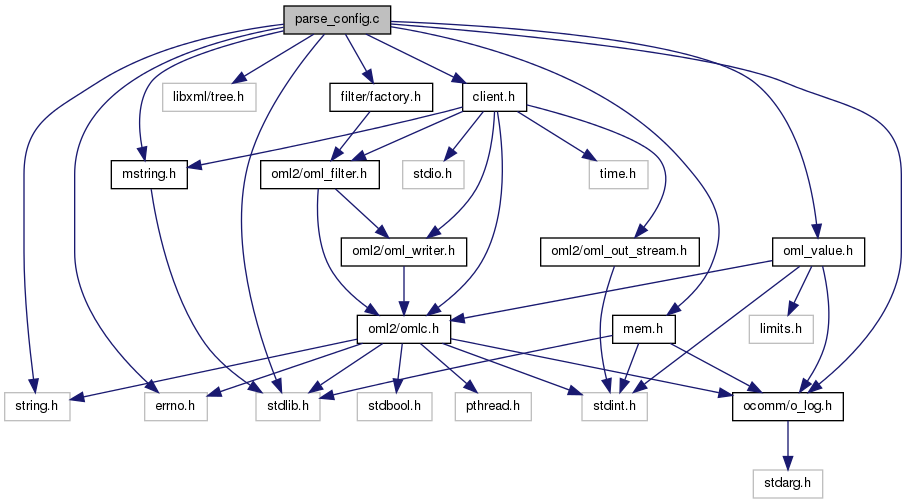 parse_config.c
libxml/tree.h
filter/factory.h
client.h
mstring.h
oml2/oml_filter.h
stdio.h
time.h
oml2/oml_writer.h
oml2/oml_out_stream.h
oml_value.h
oml2/omlc.h
mem.h
limits.h
string.h
errno.h
stdlib.h
stdbool.h
pthread.h
stdint.h
ocomm/o_log.h
stdarg.h